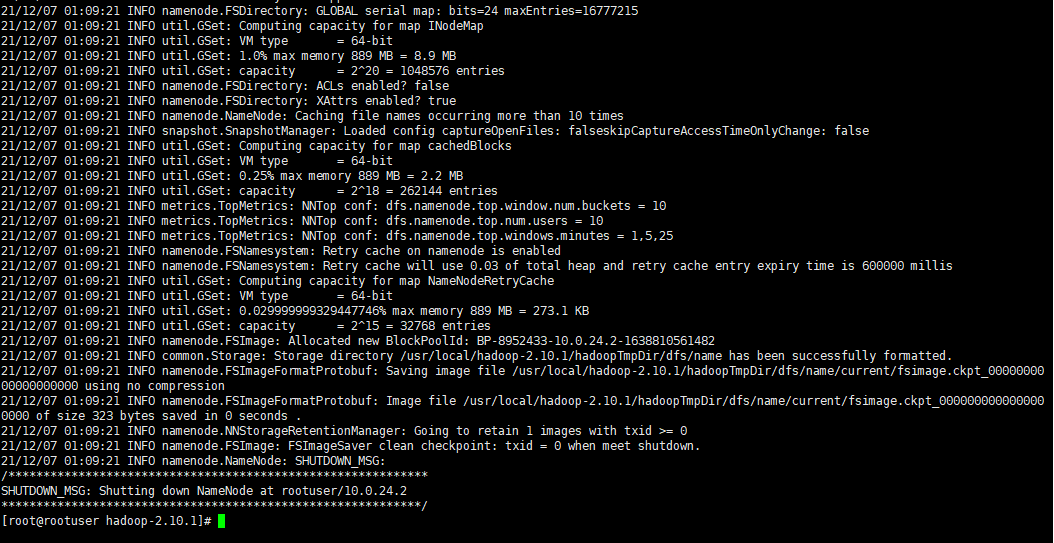 21/12/07 01:09:21 INFO namenode.FSDirectory: GLOBAL serial map: bits=24 maxEntries=16777215
21/12/07 01:09:21 INFO util.GSet: Computing capacity for map INodeMap
21/12/07 01:09:21 INFO util.GSet: VM type       = 64-bit
21/12/07 01:09:21 INFO util.GSet: 1.0% max memory 889 MB = 8.9 MB
21/12/07 01:09:21 INFO util.GSet: capacity      = 2^20 = 1048576 entries
21/12/07 01:09:21 INFO namenode.FSDirectory: ACLs enabled? false
21/12/07 01:09:21 INFO namenode.FSDirectory: XAttrs enabled? true
21/12/07 01:09:21 INFO namenode.NameNode: Caching file names occurring more than 10 times
21/12/07 01:09:21 INFO snapshot.SnapshotManager: Loaded config captureOpenFiles: falseskipCaptureAccessTimeOnlyChange: false
21/12/07 01:09:21 INFO util.GSet: Computing capacity for map cachedBlocks
21/12/07 01:09:21 INFO util.GSet: VM type       = 64-bit
21/12/07 01:09:21 INFO util.GSet: 0.25% max memory 889 MB = 2.2 MB
21/12/07 01:09:21 INFO util.GSet: capacity      = 2^18 = 262144 entries
21/12/07 01:09:21 INFO metrics.TopMetrics: NNTop conf: dfs.namenode.top.window.num.buckets = 10
21/12/07 01:09:21 INFO metrics.TopMetrics: NNTop conf: dfs.namenode.top.num.users = 10
21/12/07 01:09:21 INFO metrics.TopMetrics: NNTop conf: dfs.namenode.top.windows.minutes = 1,5,25
21/12/07 01:09:21 INFO namenode.FSNamesystem: Retry cache on namenode is enabled
21/12/07 01:09:21 INFO namenode.FSNamesystem: Retry cache will use 0.03 of total heap and retry cache entry expiry time is 600000 millis
21/12/07 01:09:21 INFO util.GSet: Computing capacity for map NameNodeRetryCache
21/12/07 01:09:21 INFO util.GSet: VM type       = 64-bit
21/12/07 01:09:21 INFO util.GSet: 0.029999999329447746% max memory 889 MB = 273.1 KB
21/12/07 01:09:21 INFO util.GSet: capacity      = 2^15 = 32768 entries
21/12/07 01:09:21 INFO namenode.FSImage: Allocated new BlockPoolId: BP-8952433-10.0.24.2-1638810561482
21/12/07 01:09:21 INFO common.Storage: Storage directory /usr/local/hadoop-2.10.1/hadoopTmpDir/dfs/name has been successfully formatted.
21/12/07 01:09:21 INFO namenode.FSImageFormatProtobuf: Saving image file /usr/local/hadoop-2.10.1/hadoopTmpDir/dfs/name/current/fsimage.ckpt_00000000
00000000000 using no compression
21/12/07 01:09:21 INFO namenode.FSImageFormatProtobuf: Image file /usr/local/hadoop-2.10.1/hadoopTmpDir/dfs/name/current/fsimage.ckpt_000000000000000
0000 of size 323 bytes saved in 0 seconds .
21/12/07 01:09:21 INFO namenode.NNStorageRetentionManager: Going to retain 1 images with txid >= 0
21/12/07 01:09:21 INFO namenode.FSImage: FSImageSaver clean checkpoint: txid = 0 when meet shutdown.
21/12/07 01:09:21 INFO namenode.NameNode: SHUTDOWN_MSG:
/************************************************************
SHUTDOWN_MSG: Shutting down NameNode at rootuser/10.0.24.2
************************************************************/
[root@rootuser hadoop-2.10.1]#